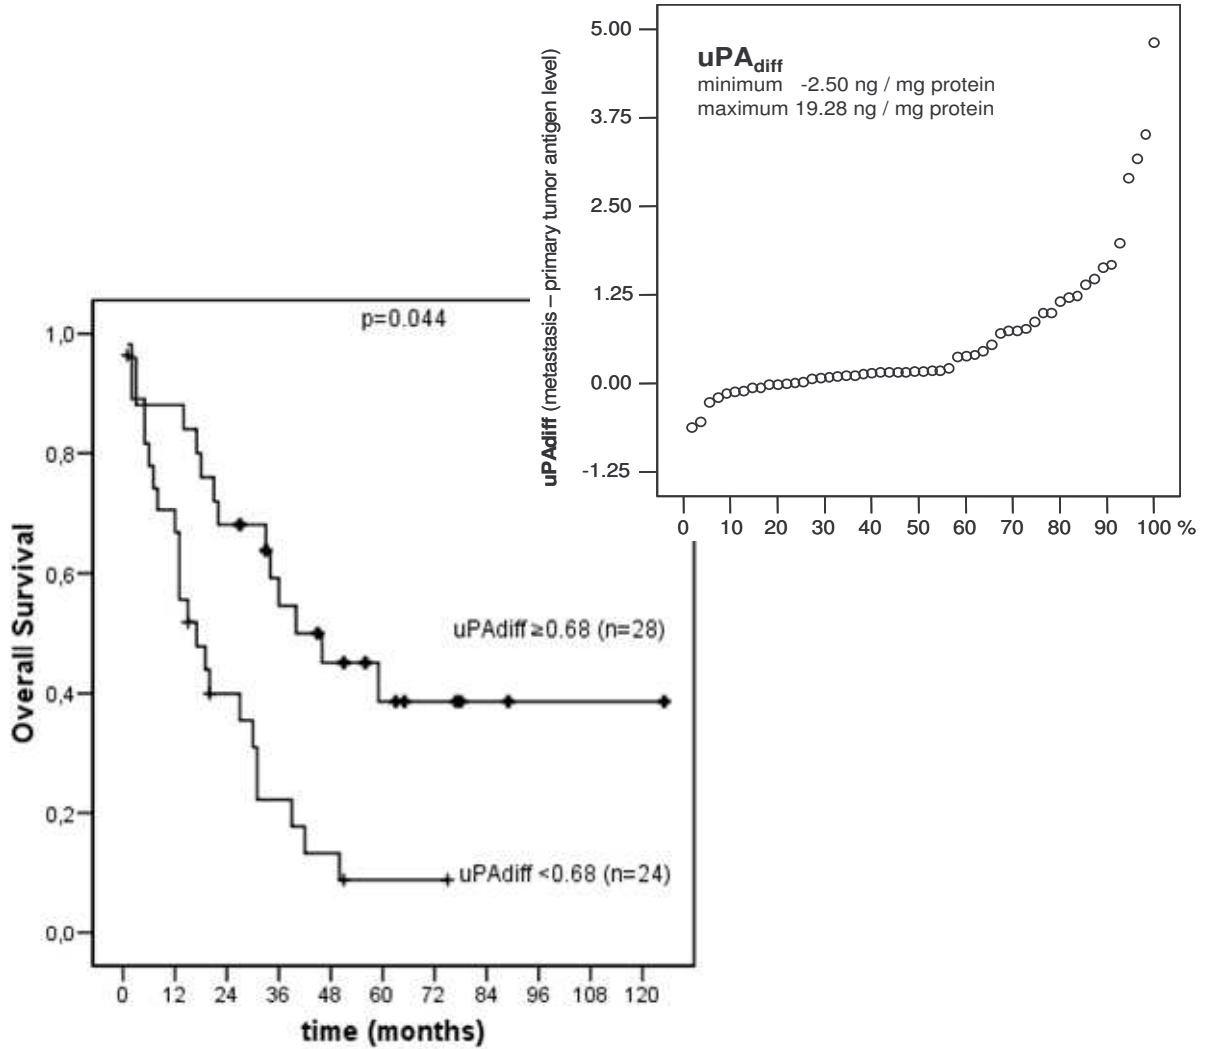 5.00
3.75
2.50
1.25
0.00
-1.25
uPAdiff (metastasis – primary tumor antigen level)
uPAdiff
minimum -2.50 ng / mg protein
maximum 19.28 ng / mg protein
0 10 20 30 40 50 60 70 80 90 100 %
p=0.044
1,0
0,8
0,6
0,4
0,2
0,0
Overall Survival
uPAdiff ≥0.68 (n=28)
uPAdiff <0.68 (n=24)
0 12 24 36 48 60 72 84 96 108 120
time (months)